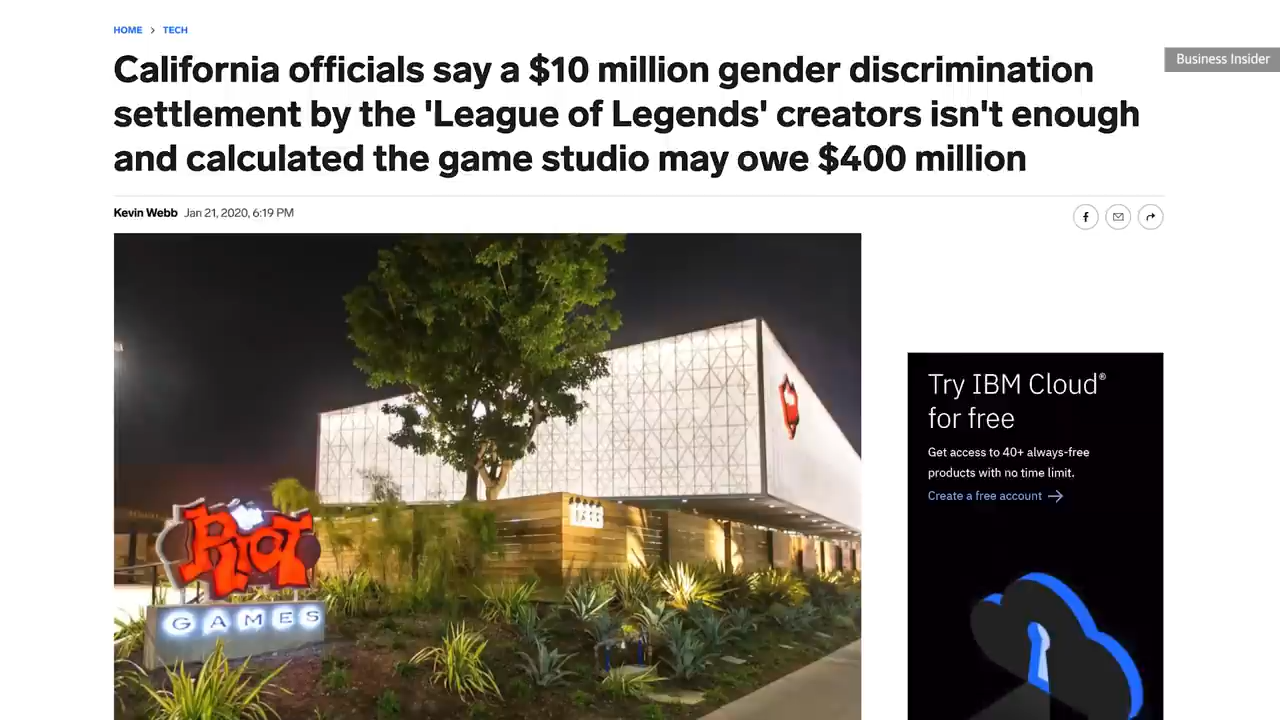 HOME > TECH
Business Insider
California officials say a $10 million gender discrimination
settlement by the 'League of Legends' creators isn't enough
and calculated the game studio may owe $400 million
Kevin Webb Jan 21, 2020, 6:19 PM
RIOT
GAMES
Try IBM Cloud®
for free
Get access to 40+ always-free
products with no time limit.
Create a free account →